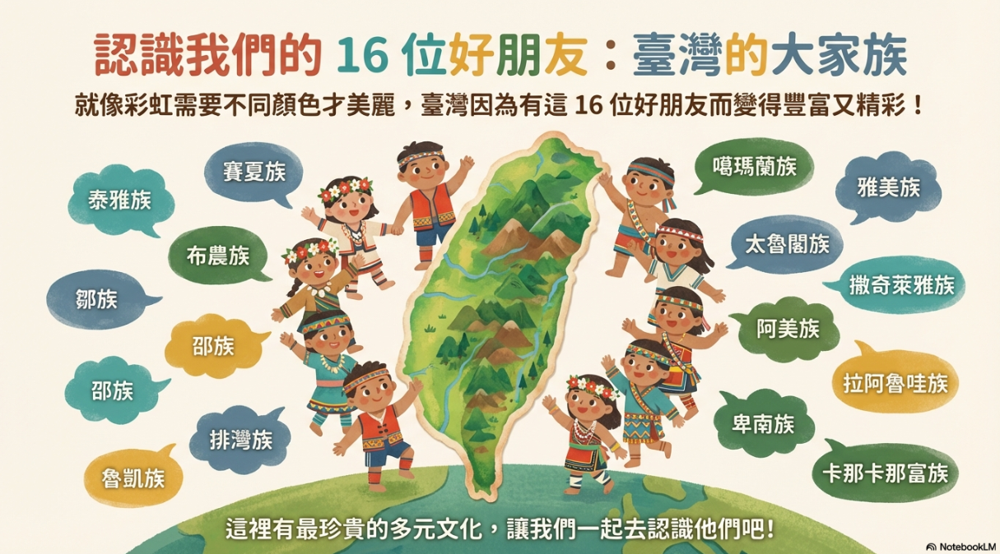 認識我們的 16 位好朋友：臺灣的大家族
就像彩虹需要不同顏色才美麗，臺灣因為有這 16 位好朋友而變得豐富又精彩！
泰雅族
賽夏族
布農族
鄒族
邵族
邵族
排灣族
魯凱族
噶瑪蘭族
雅美族
太魯閣族
撒奇萊雅族
阿美族
拉阿魯哇族
卑南族
卡那卡那富族
這裡有最珍貴的多元文化，讓我們一起去認識他們吧！
NotebookLM